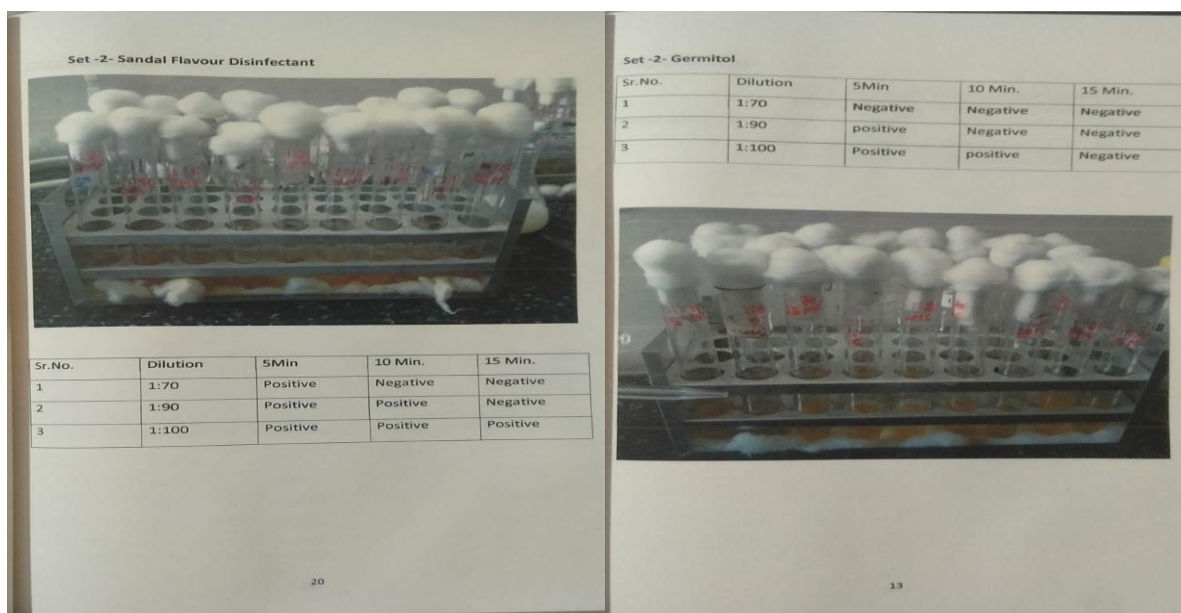 Set -2- Sandal Flavour Disinfectant
Sr.No. Dilution 5Min 10 Min. 15 Min.
1 1:70 Positive Negative Negative
2 1:90 Positive Positive Negative
3 1:100 Positive Positive Positive
20
Set -2- Germitol
Sr.No. Dilution 5Min 10 Min. 15 Min.
1 1:70 Negative Negative Negative
2 1:90 positive Negative Negative
3 1:100 Positive positive Negative
13